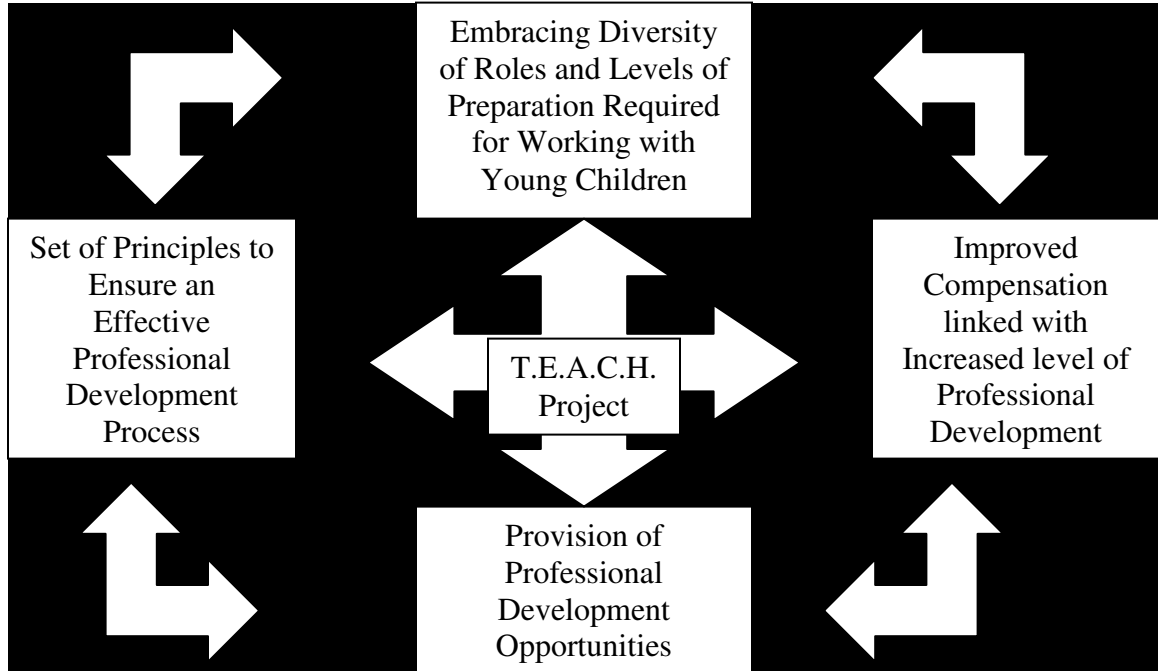 Embracing Diversity
of Roles and Levels of
Preparation Required
for Working with
Young Children
Set of Principles to
Ensure an
Effective
Professional
Development
Process
T.E.A.C.H.
Project
Improved
Compensation
linked with
Increased level of
Professional
Development
Provision of
Professional
Development
Opportunities